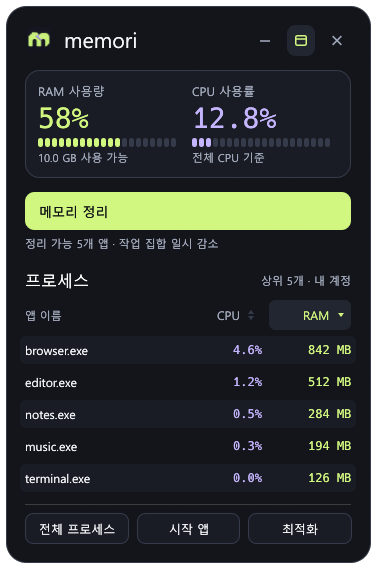 memori
RAM 사용량 CPU 사용률
58% 12.8%
10.0 GB 사용 가능 전체 CPU 기준
메모리 정리
정리 가능 5개 앱 · 작업 집합 일시 감소
프로세스 상위 5개 · 내 계정
앱 이름 CPU RAM
browser.exe 4.6% 842 MB
editor.exe 1.2% 512 MB
notes.exe 0.5% 284 MB
music.exe 0.3% 194 MB
terminal.exe 0.0% 126 MB
전체 프로세스 시작 앱 최적화